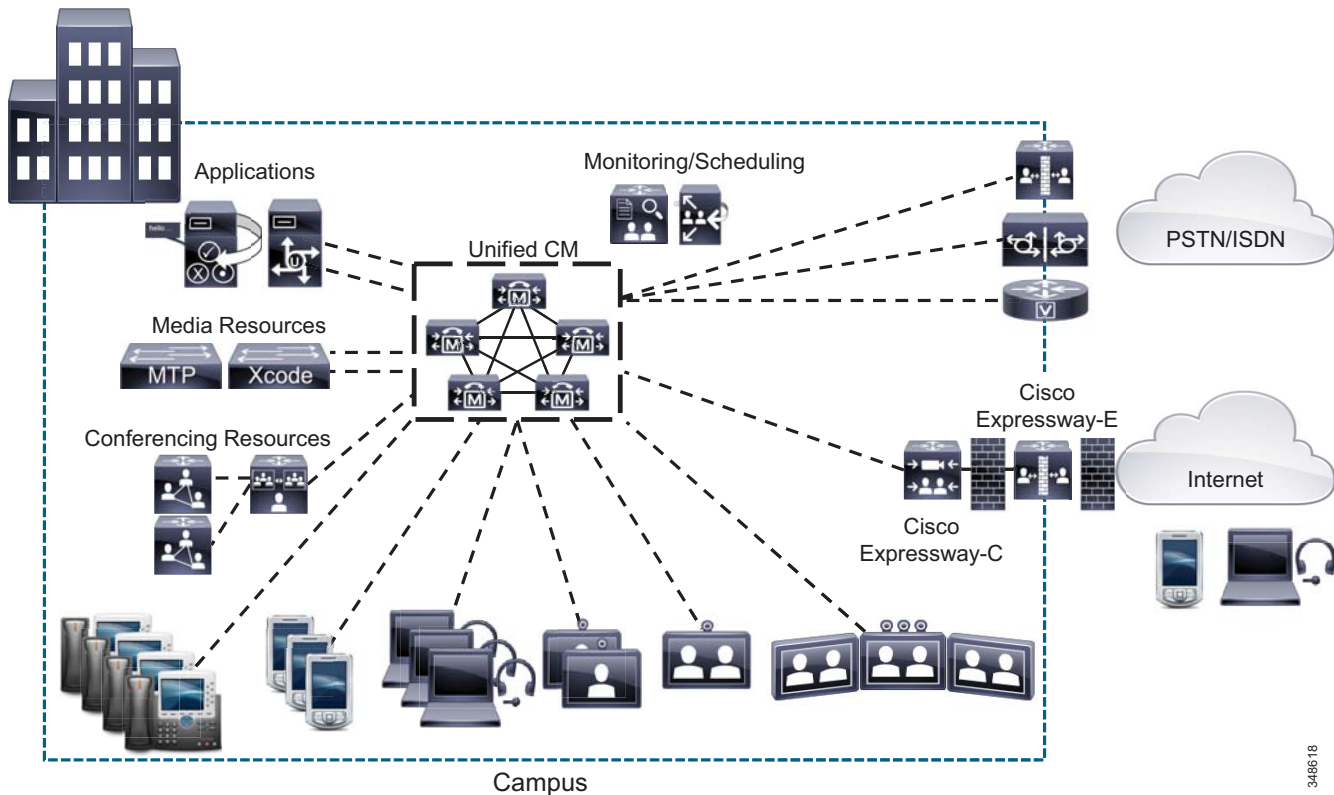 Applications
Monitoring/Scheduling
hello...
U
Unified CM
PSTN/ISDN
M
M
M
M
M
V
Media Resources
MTP
Xcode
Cisco
Expressway-E
Conferencing Resources
Internet
Cisco
Expressway-C
Campus
348618